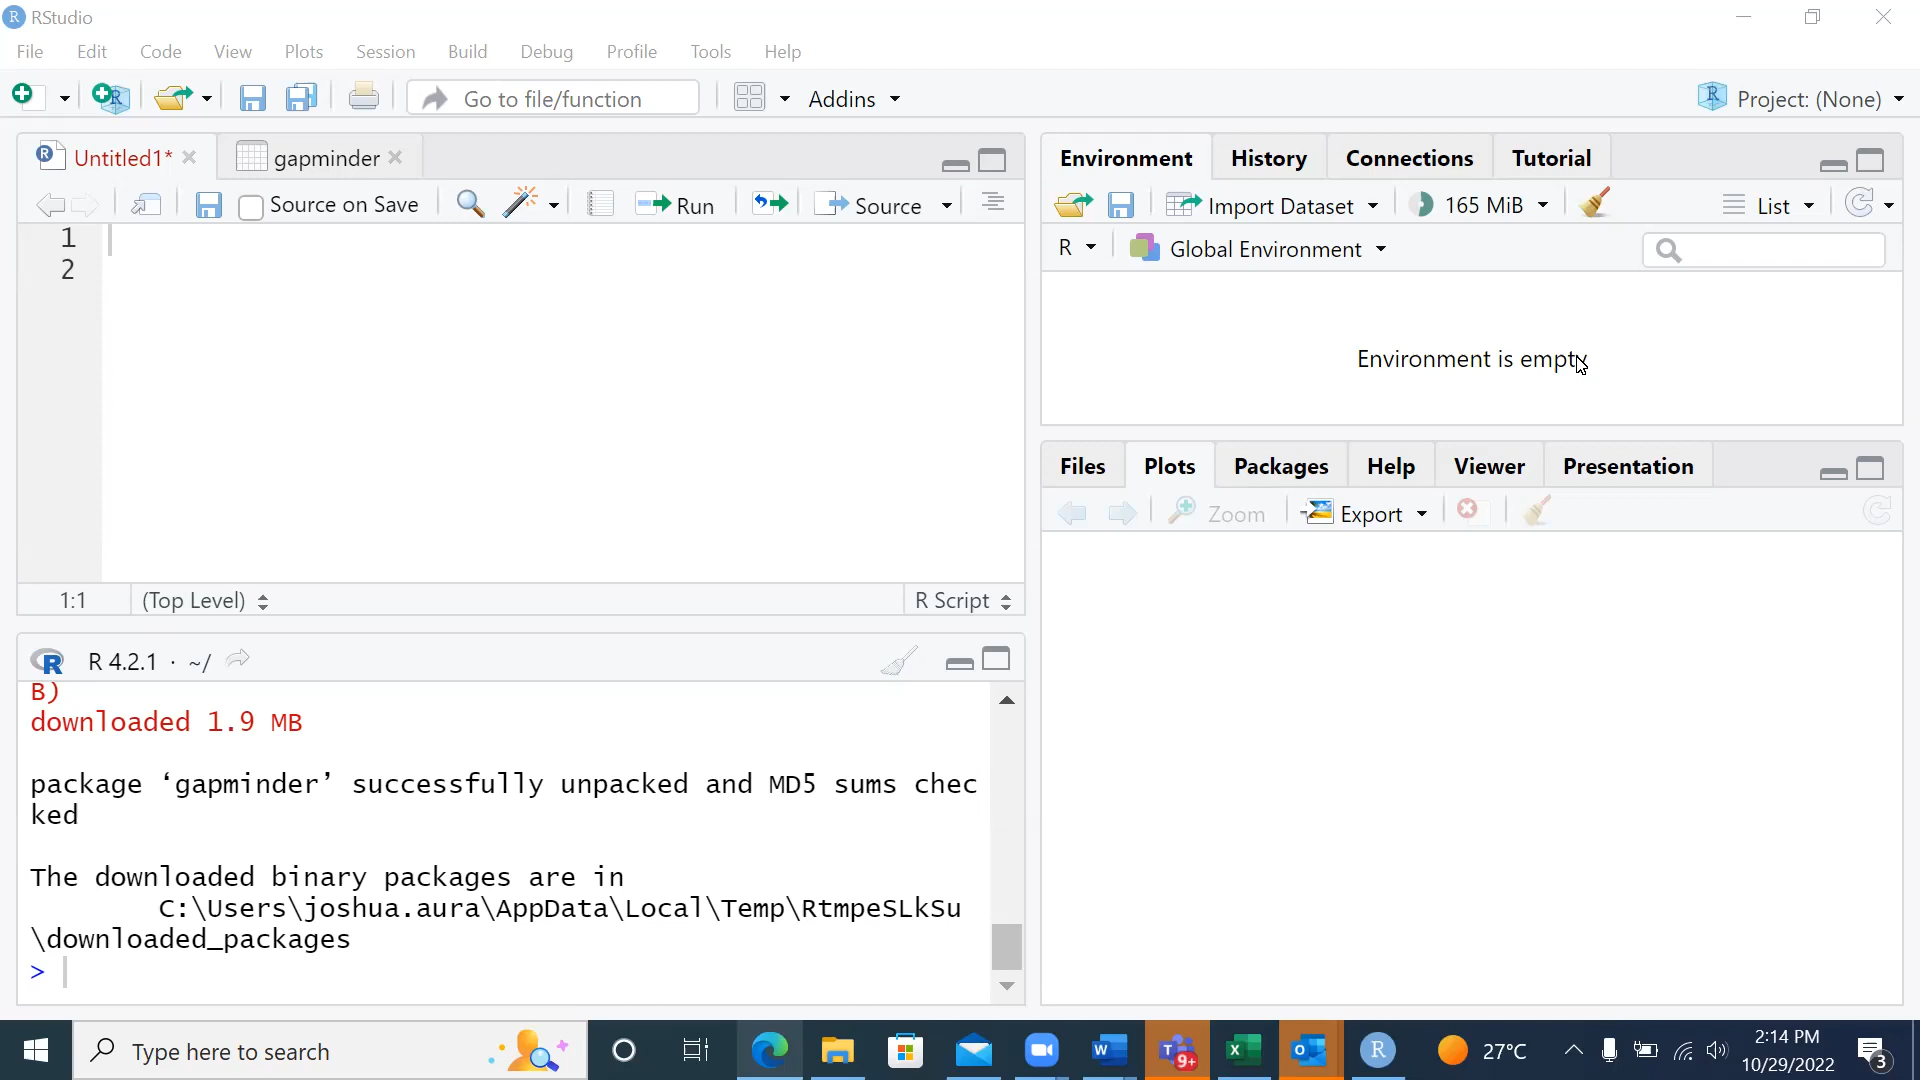 RStudio
File Edit Code View Plots Session Build Debug Profile Tools Help
Go to file/function Addins Project: (None)
Untitled1* gapminder
Source on Save Run Source
1
2
1:1 (Top Level) R Script
R 4.2.1 · ~/
B)
downloaded 1.9 MB
package ‘gapminder’ successfully unpacked and MD5 sums chec
ked
The downloaded binary packages are in
C:\Users\joshua.aura\AppData\Local\Temp\RtmpeSLkSu
\downloaded_packages
>
Environment History Connections Tutorial
Import Dataset 165 MiB List
R Global Environment
Environment is empty
Files Plots Packages Help Viewer Presentation
Zoom Export
Type here to search
9+
27°C
2:14 PM
10/29/2022
3